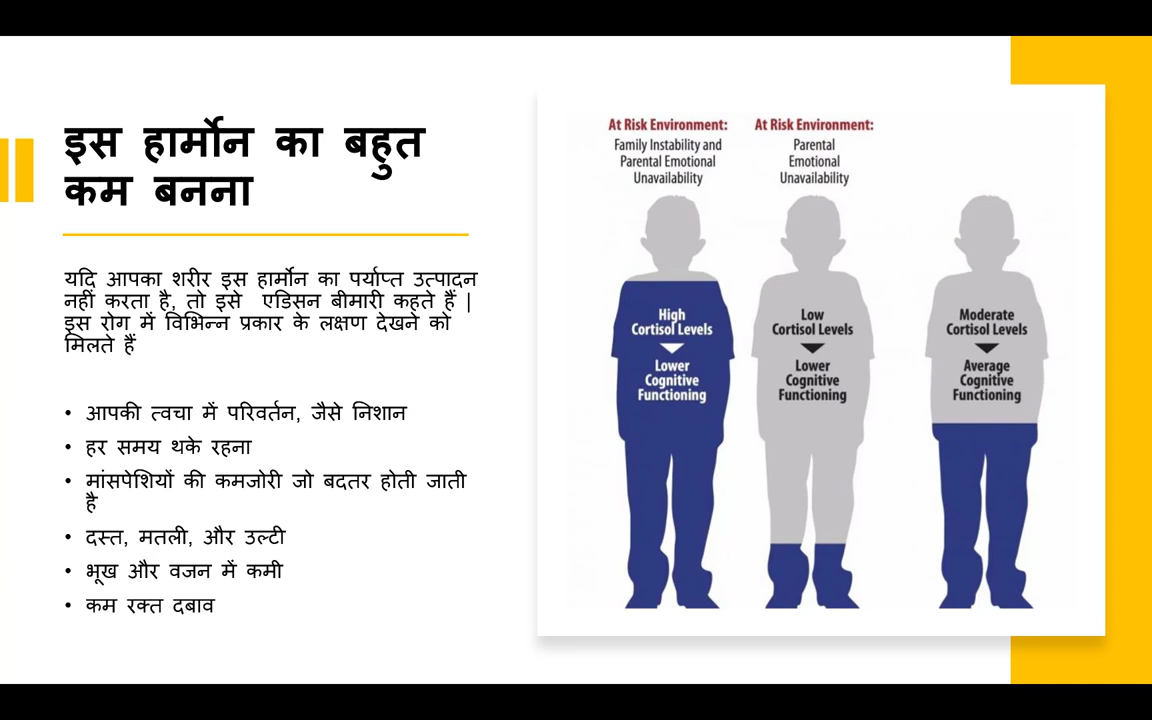 इस हार्मोन का बहुत
कम बनना
यदि आपका शरीर इस हार्मोन का पर्याप्त उत्पादन
नहीं करता है, तो इसे एडिसन बीमारी कहते हैं |
इस रोग में विभिन्न प्रकार के लक्षण देखने को
मिलते हैं
• आपकी त्वचा में परिवर्तन, जैसे निशान
• हर समय थके रहना
• मांसपेशियों की कमजोरी जो बदतर होती जाती
है
• दस्त, मतली, और उल्टी
• भूख और वजन में कमी
• कम रक्त दबाव
At Risk Environment:
Family Instability and
Parental Emotional
Unavailability
High
Cortisol Levels
Lower
Cognitive
Functioning
At Risk Environment:
Parental
Emotional
Unavailability
Low
Cortisol Levels
Lower
Cognitive
Functioning
Moderate
Cortisol Levels
Average
Cognitive
Functioning